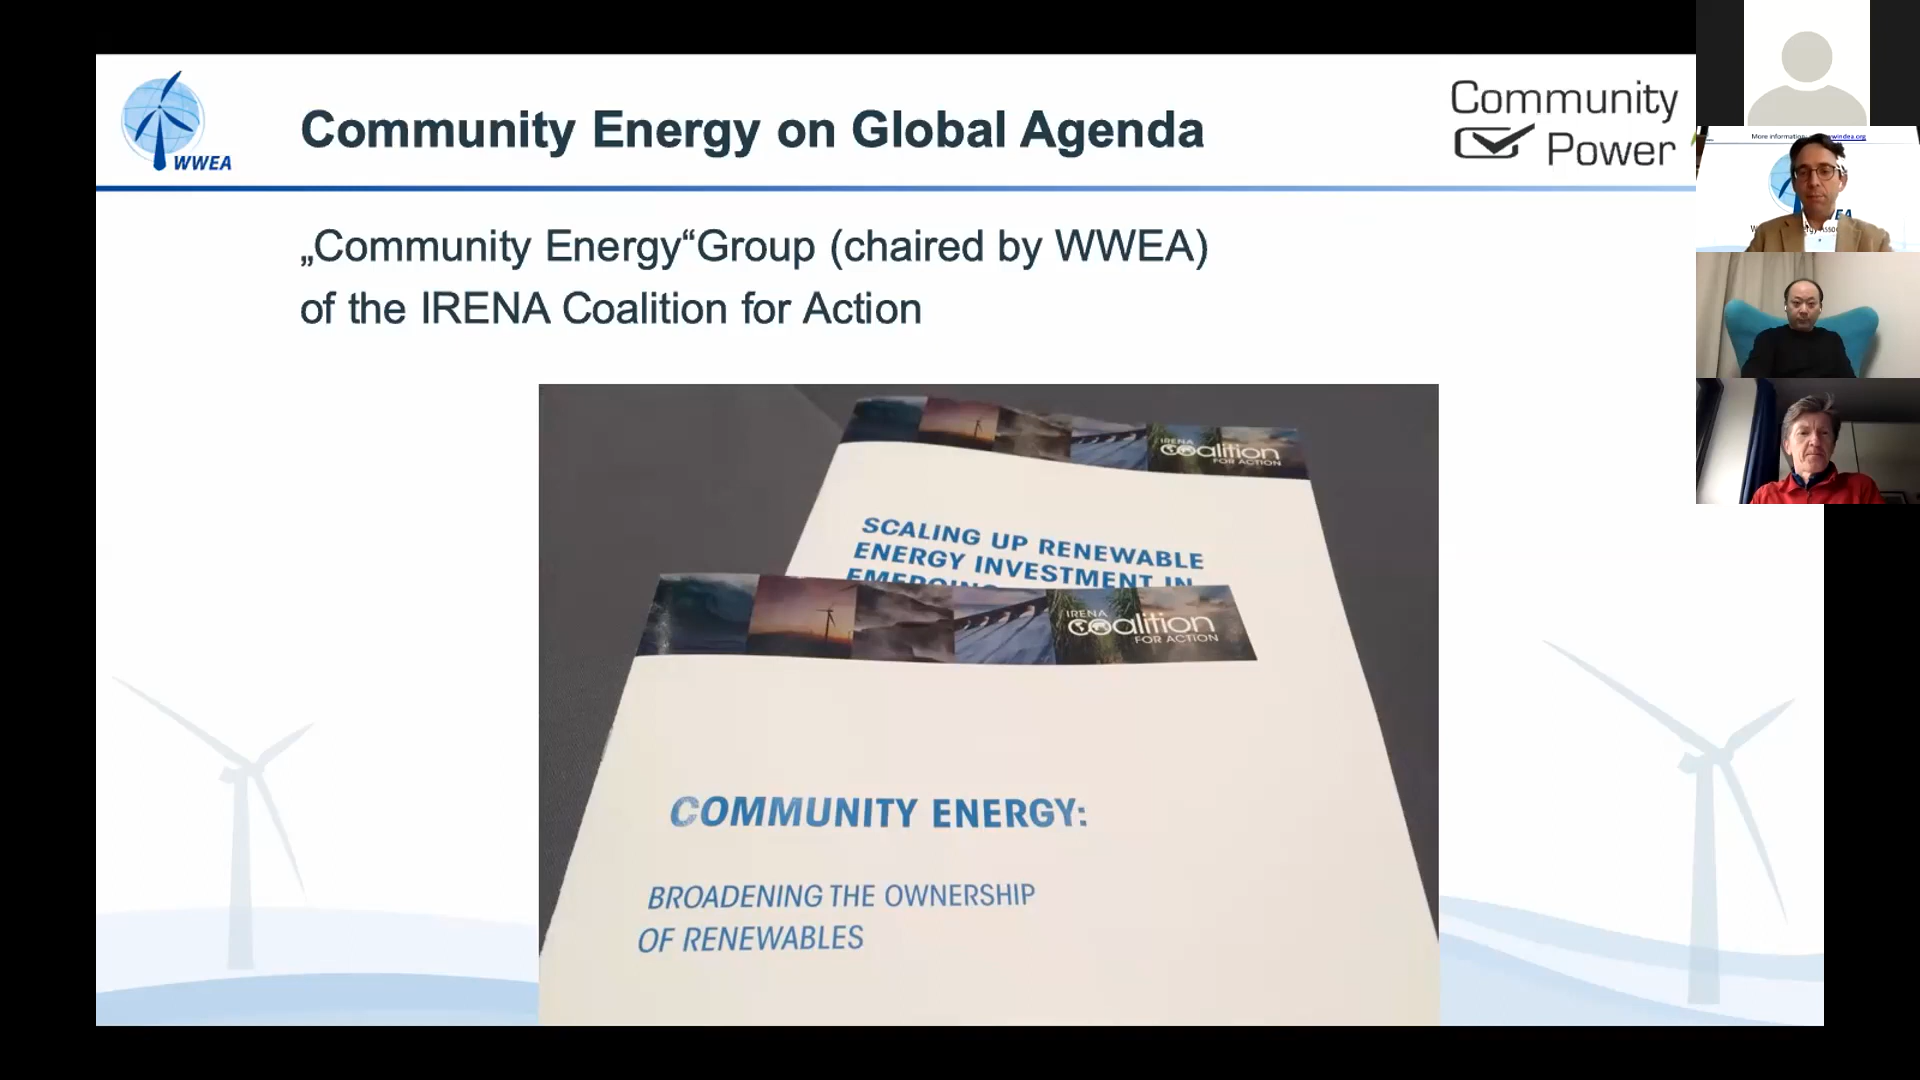 WWEA
Community Energy on Global Agenda
Community
Power
„Community Energy“Group (chaired by WWEA)
of the IRENA Coalition for Action
IRENA
coalition
FOR ACTION
SCALING UP RENEWABLE
ENERGY INVESTMENT IN
IRENA
coalition
FOR ACTION
COMMUNITY ENERGY:
BROADENING THE OWNERSHIP
OF RENEWABLES
More information: